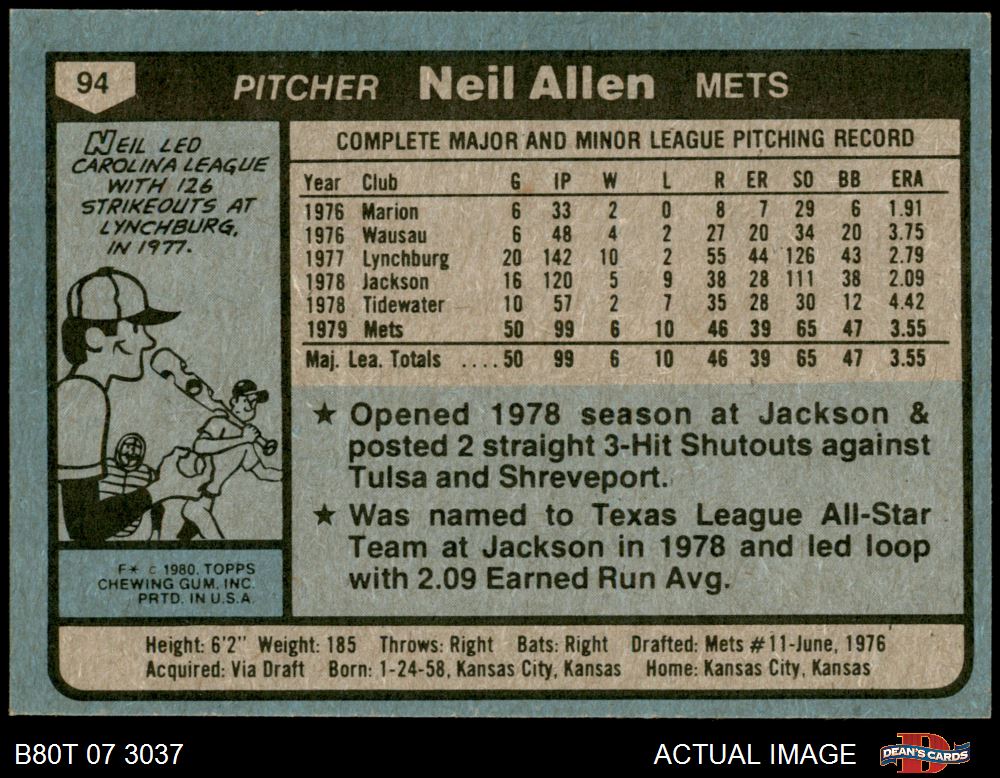 94 PITCHER Neil Allen METS
NEIL LED
CAROLINA LEAGUE
WITH 126
STRIKEOUTS AT
LYNCHBURG,
IN 1977.
COMPLETE MAJOR AND MINOR LEAGUE PITCHING RECORD
Year Club G IP W L R ER SO BB ERA
1976 Marion 6 33 2 0 8 7 29 6 1.91
1976 Wausau 6 48 4 2 27 20 34 20 3.75
1977 Lynchburg 20 142 10 2 55 44 126 43 2.79
1978 Jackson 16 120 5 9 38 28 111 38 2.09
1978 Tidewater 10 57 2 7 35 28 30 12 4.42
1979 Mets 50 99 6 10 46 39 65 47 3.55
Maj. Lea. Totals ....50 99 6 10 46 39 65 47 3.55
★ Opened 1978 season at Jackson &
posted 2 straight 3-Hit Shutouts against
Tulsa and Shreveport.
★ Was named to Texas League All-Star
Team at Jackson in 1978 and led loop
with 2.09 Earned Run Avg.
F* © 1980, TOPPS
CHEWING GUM, INC.
PRTD. IN U.S.A.
Height: 6'2" Weight: 185 Throws: Right Bats: Right Drafted: Mets #11-June, 1976
Acquired: Via Draft Born: 1-24-58, Kansas City, Kansas Home: Kansas City, Kansas
B80T 07 3037 ACTUAL IMAGE DEAN'S CARDS